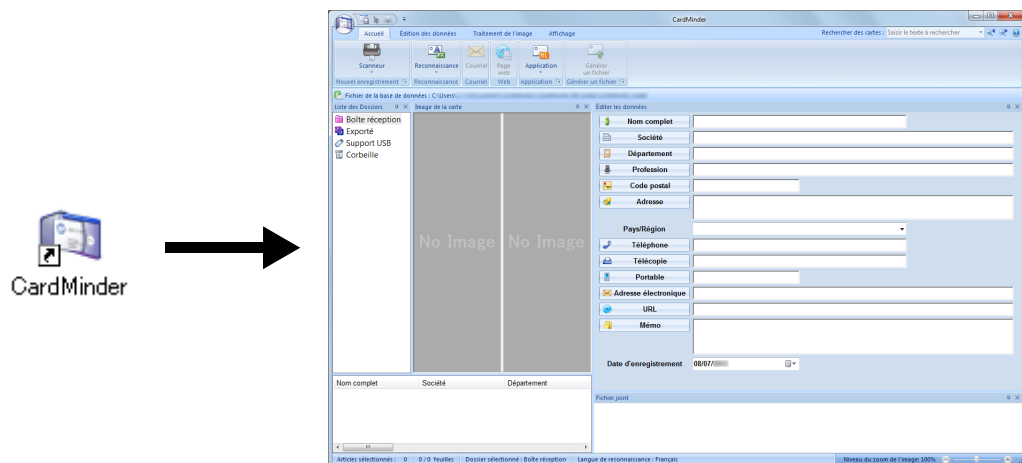 CardMinder
CardMinder
Accueil Édition des données Traitement de l'image Affichage
Rechercher des cartes : Saisir le texte à rechercher
Scanneur
Reconnaissance
Courriel
Page web
Application
Générer un fichier
Nouvel enregistrement Reconnaissance Courriel Web Application Générer un fichier
Fichier de la base de données : C:\Users\
Liste des Dossiers
Image de la carte
Éditer les données
Boîte réception
Exporté
Support USB
Corbeille
No Image No Image
Nom complet
Société
Département
Profession
Code postal
Adresse
Pays/Région
Téléphone
Télécopie
Portable
Adresse électronique
URL
Mémo
Date d'enregistrement 08/07/
Nom complet Société Département
Fichier joint
Articles sélectionnés : 0 0 / 0 feuilles Dossier sélectionné : Boîte réception Langue de reconnaissance : Français Niveau du zoom de l'image: 100%